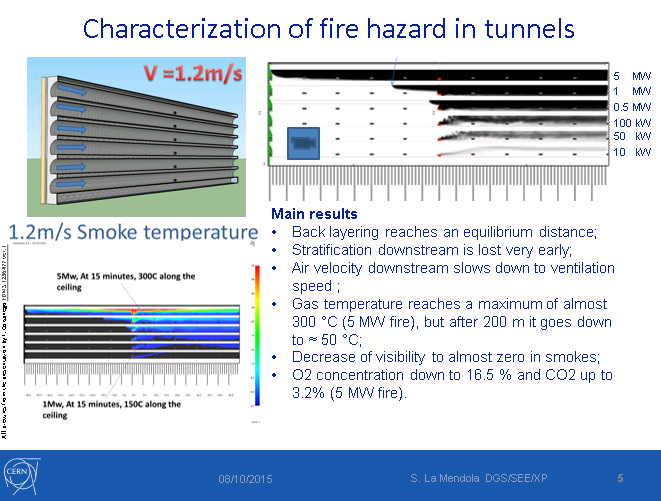 Characterization of fire hazard in tunnels
V =1.2m/s
5 MW
1 MW
0.5 MW
100 kW
50 kW
10 kW
1.2m/s Smoke temperature
5Mw, At 15 minutes, 300C along the
ceiling
1Mw, At 15 minutes, 150C along the
ceiling
Main results
• Back layering reaches an equilibrium distance;
• Stratification downstream is lost very early;
• Air velocity downstream slows down to ventilation
speed ;
• Gas temperature reaches a maximum of almost
300 °C (5 MW fire), but after 200 m it goes down
to ≈ 50 °C;
• Decrease of visibility to almost zero in smokes;
• O2 concentration down to 16.5 % and CO2 up to
3.2% (5 MW fire).
CERN
08/10/2015
S. La Mendola DGS/SEE/XP
5